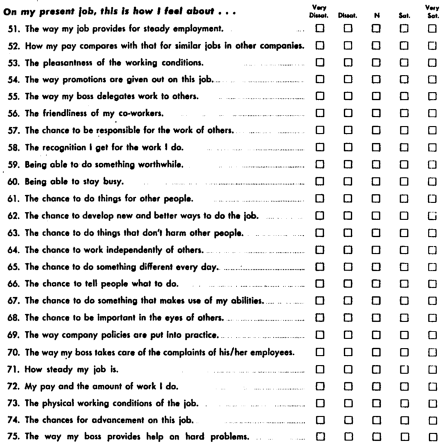 On my present job, this is how I feel about . . . Very Dissat. Dissat. N Sat. Very Sat.
51. The way my job provides for steady employment.
52. How my pay compares with that for similar jobs in other companies.
53. The pleasantness of the working conditions.
54. The way promotions are given out on this job.
55. The way my boss delegates work to others.
56. The friendliness of my co-workers.
57. The chance to be responsible for the work of others.
58. The recognition I get for the work I do.
59. Being able to do something worthwhile.
60. Being able to stay busy.
61. The chance to do things for other people.
62. The chance to develop new and better ways to do the job.
63. The chance to do things that don't harm other people.
64. The chance to work independently of others.
65. The chance to do something different every day.
66. The chance to tell people what to do.
67. The chance to do something that makes use of my abilities.
68. The chance to be important in the eyes of others.
69. The way company policies are put into practice.
70. The way my boss takes care of the complaints of his/her employees.
71. How steady my job is.
72. My pay and the amount of work I do.
73. The physical working conditions of the job.
74. The chances for advancement on this job.
75. The way my boss provides help on hard problems.